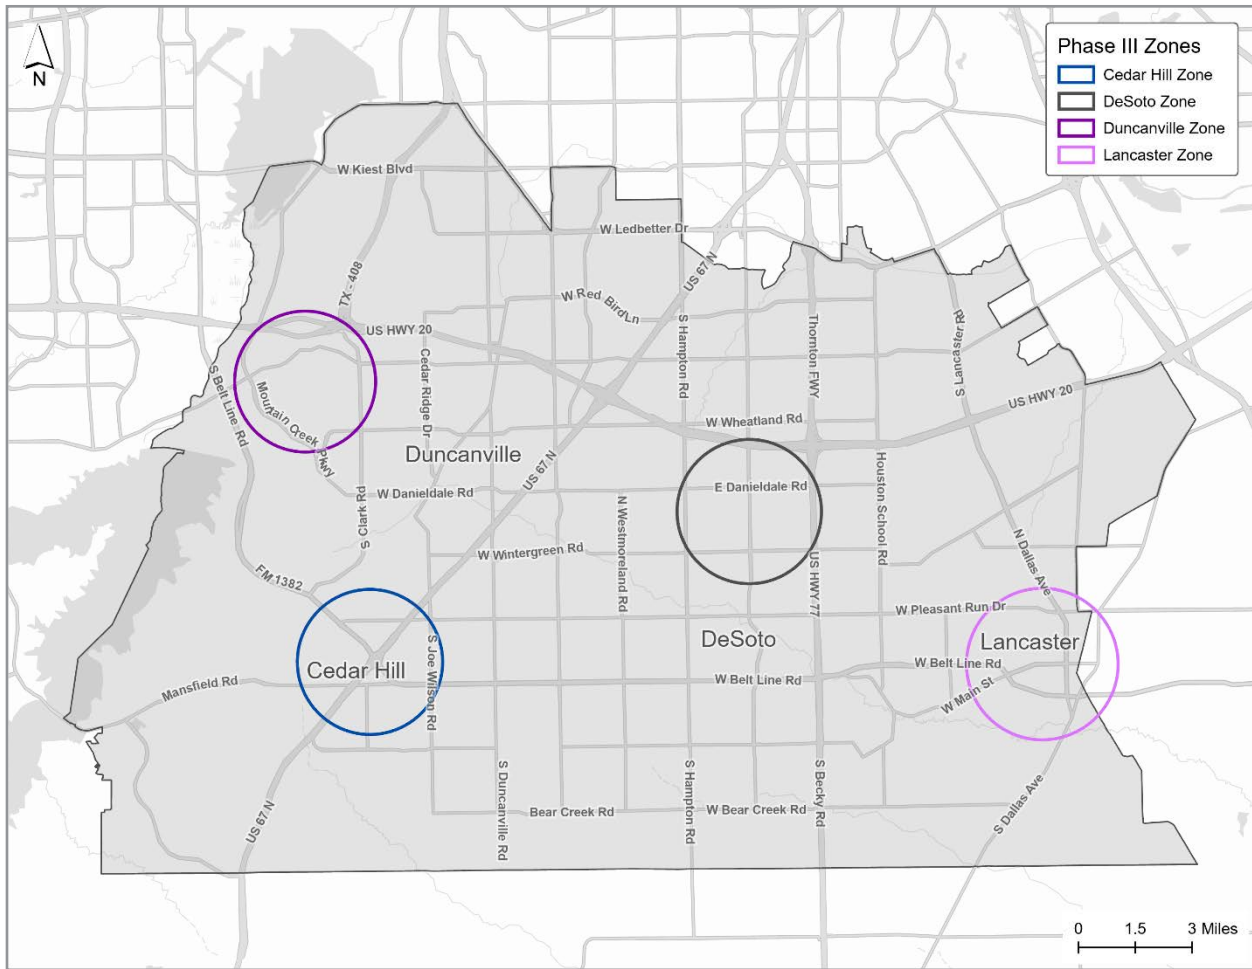 N
Phase III Zones
Cedar Hill Zone
DeSoto Zone
Duncanville Zone
Lancaster Zone
W Kiest Blvd
W Ledbetter Dr
US 67 N
TX - 408
W Red Bird Ln
US HWY 20
S Hampton Rd
Thornton FWY
S Lancaster Rd
S Belt Line Rd
Cedar Ridge Dr
US HWY 20
Mountain Creek Pkwy
W Wheatland Rd
Duncanville
US 67 N
W Danieldale Rd
E Danieldale Rd
Houston School Rd
S Clark Rd
N Westmoreland Rd
W Wintergreen Rd
N Dallas Ave
FM 1382
US HWY 77
W Pleasant Run Dr
DeSoto
Lancaster
Cedar Hill
S Joe Wilson Rd
W Belt Line Rd
Mansfield Rd
W Belt Line Rd
W Main St
US 67 N
S Duncanville Rd
S Hampton Rd
S Becky Rd
S Dallas Ave
Bear Creek Rd
W Bear Creek Rd
0 1.5 3 Miles